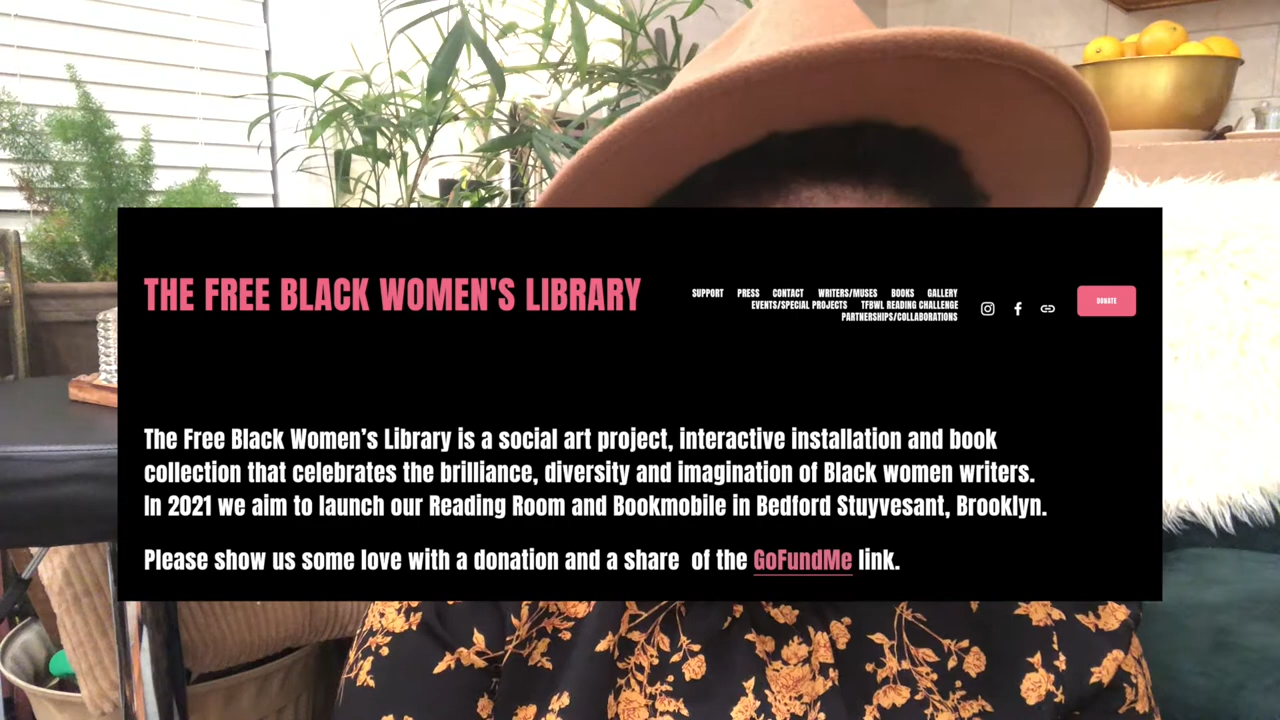 THE FREE BLACK WOMEN'S LIBRARY
SUPPORT PRESS CONTACT WRITERS/MUSES BOOKS GALLERY
EVENTS/SPECIAL PROJECTS TFBWL READING CHALLENGE
PARTNERSHIPS/COLLABORATIONS
DONATE
The Free Black Women’s Library is a social art project, interactive installation and book
collection that celebrates the brilliance, diversity and imagination of Black women writers.
In 2021 we aim to launch our Reading Room and Bookmobile in Bedford Stuyvesant, Brooklyn.
Please show us some love with a donation and a share of the GoFundMe link.